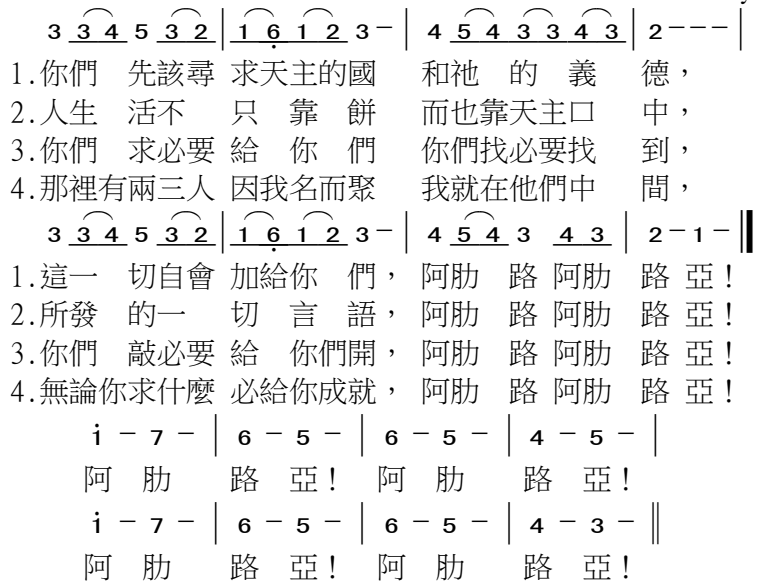 3 3 4 5 3 2 | 1 6̣ 1 2 3 − | 4 5 4 3 3 4 3 | 2 − − − |
1.你們 先該尋 求天主的國 和祂 的 義 德，
2.人生 活不 只 靠 餅 而也靠天主口 中，
3.你們 求必要 給 你 們 你們找必要找 到，
4.那裡有兩三人 因我名而聚 我就在他們中 間，
3 3 4 5 3 2 | 1 6̣ 1 2 3 − | 4 5 4 3 4 3 | 2 − 1 − ‖
1.這一 切自會 加給你 們， 阿肋 路 阿肋 路 亞！
2.所發 的一 切 言 語， 阿肋 路 阿肋 路 亞！
3.你們 敲必要 給 你們開， 阿肋 路 阿肋 路 亞！
4.無論你求什麼 必給你成就， 阿肋 路 阿肋 路 亞！
i − 7 − | 6 − 5 − | 6 − 5 − | 4 − 5 − |
阿 肋 路 亞！ 阿 肋 路 亞！
i − 7 − | 6 − 5 − | 6 − 5 − | 4 − 3 − ‖
阿 肋 路 亞！ 阿 肋 路 亞！